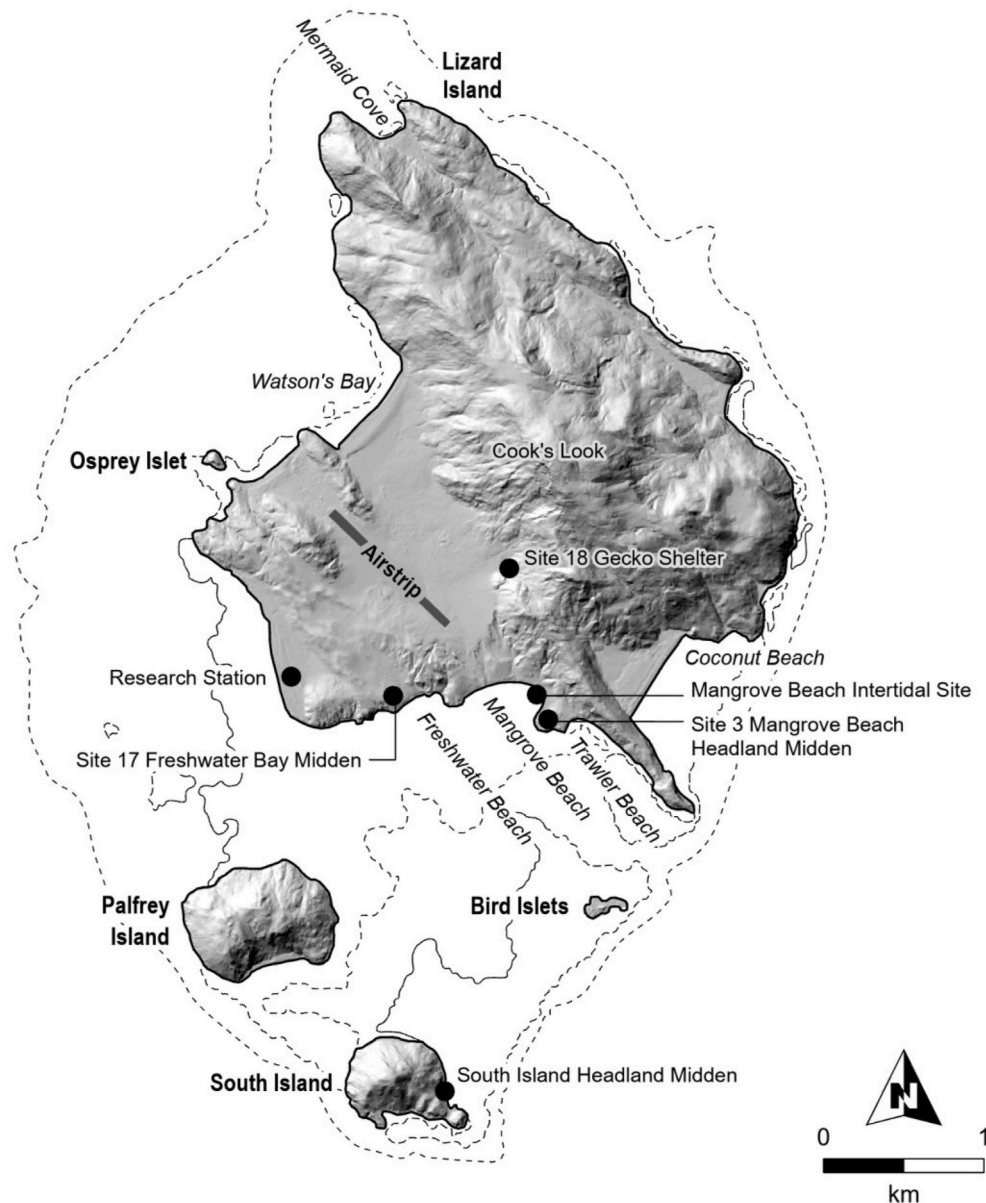 Mermaid Cove
Lizard
Island
Watson's Bay
Osprey Islet
Cook's Look
Airstrip
Site 18 Gecko Shelter
Research Station
Coconut Beach
Mangrove Beach Intertidal Site
Site 3 Mangrove Beach
Headland Midden
Site 17 Freshwater Bay Midden
Freshwater Beach
Mangrove Beach
Trawler Beach
Palfrey
Island
Bird Islets
South Island
South Island Headland Midden
N
0 1
km